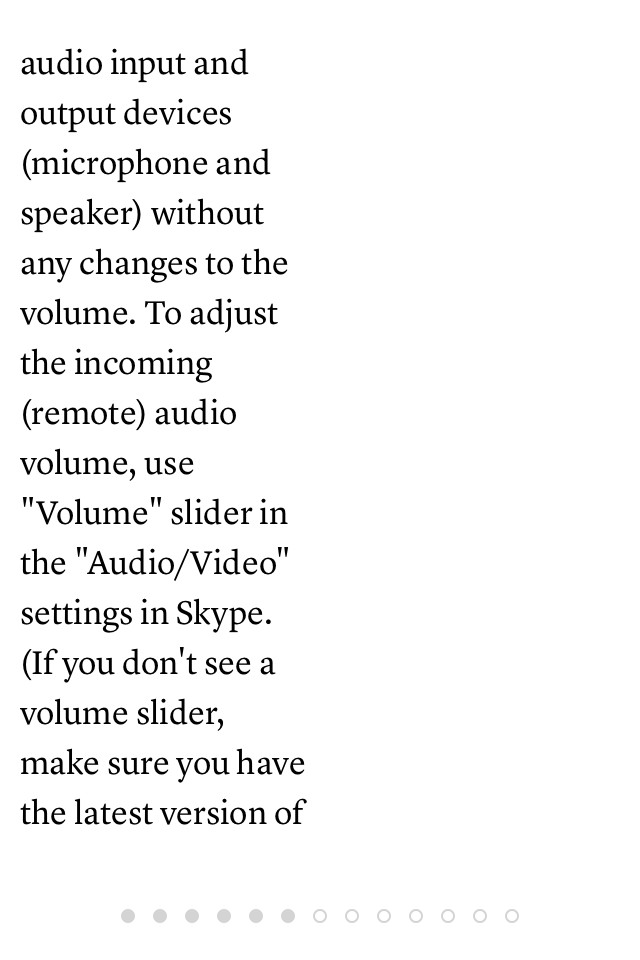 audio input and
output devices
(microphone and
speaker) without
any changes to the
volume. To adjust
the incoming
(remote) audio
volume, use
"Volume" slider in
the "Audio/Video"
settings in Skype.
(If you don't see a
volume slider,
make sure you have
the latest version of